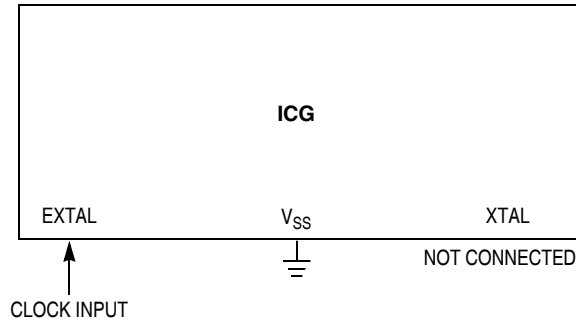 ICG
EXTAL
VSS
XTAL
NOT CONNECTED
CLOCK INPUT